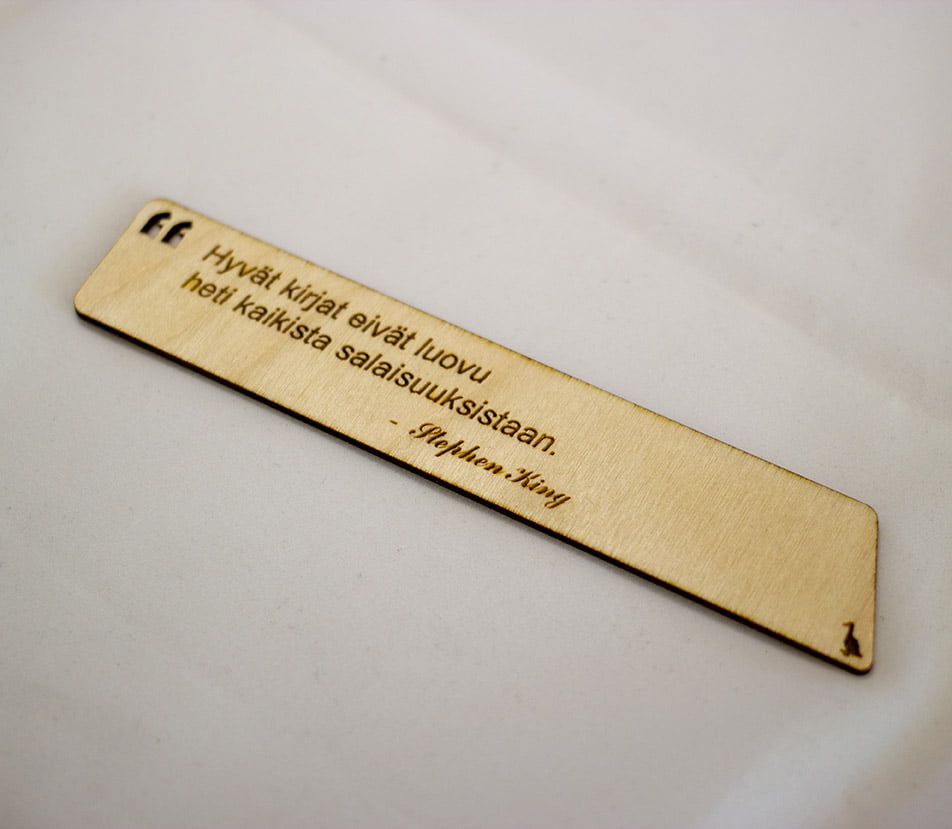 “
Hyvät kirjat eivät luovu
heti kaikista salaisuuksistaan.
- Stephen King